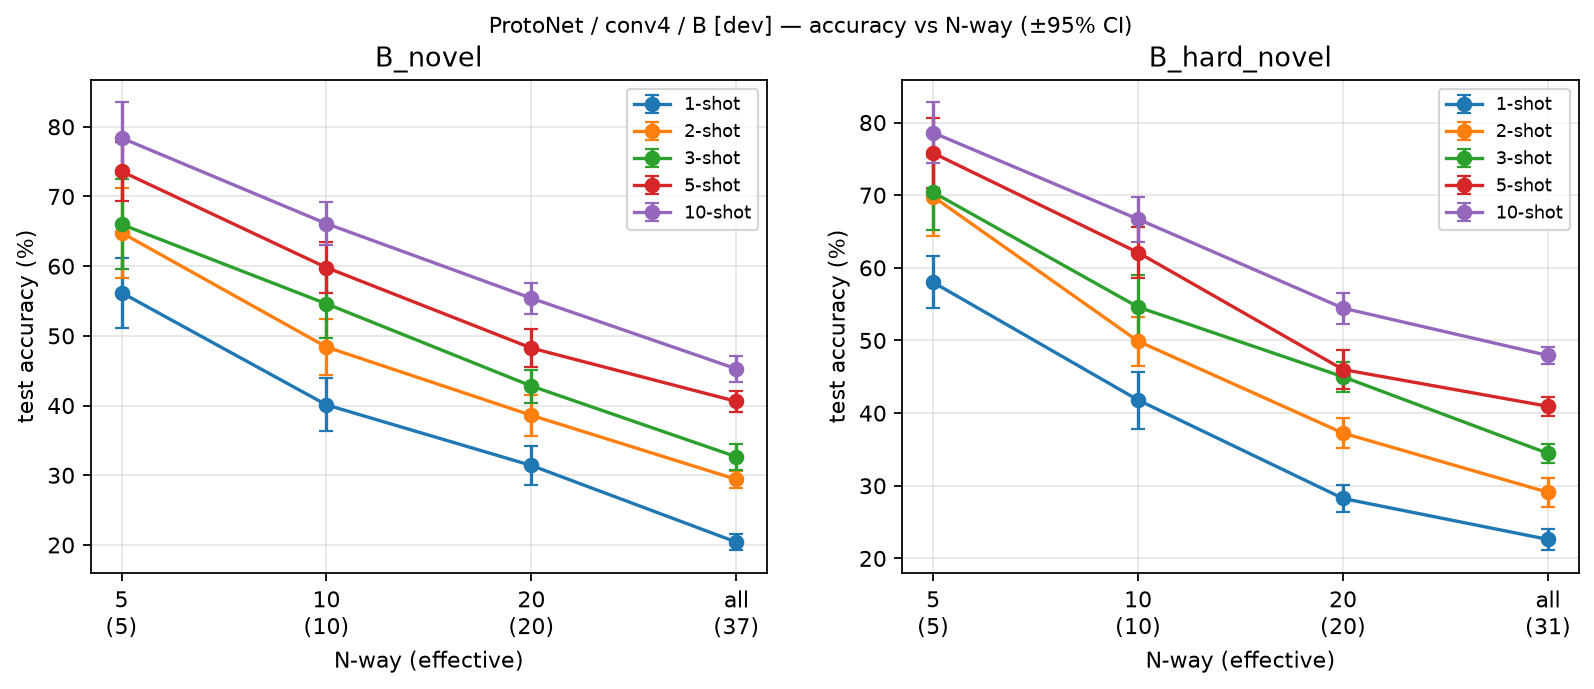 ProtoNet / conv4 / B [dev] — accuracy vs N-way (±95% CI)
B_novel
test accuracy (%)
80
70
60
50
40
30
20
1-shot
2-shot
3-shot
5-shot
10-shot
5 10 20 all
(5) (10) (20) (37)
N-way (effective)
B_hard_novel
test accuracy (%)
80
70
60
50
40
30
20
1-shot
2-shot
3-shot
5-shot
10-shot
5 10 20 all
(5) (10) (20) (31)
N-way (effective)